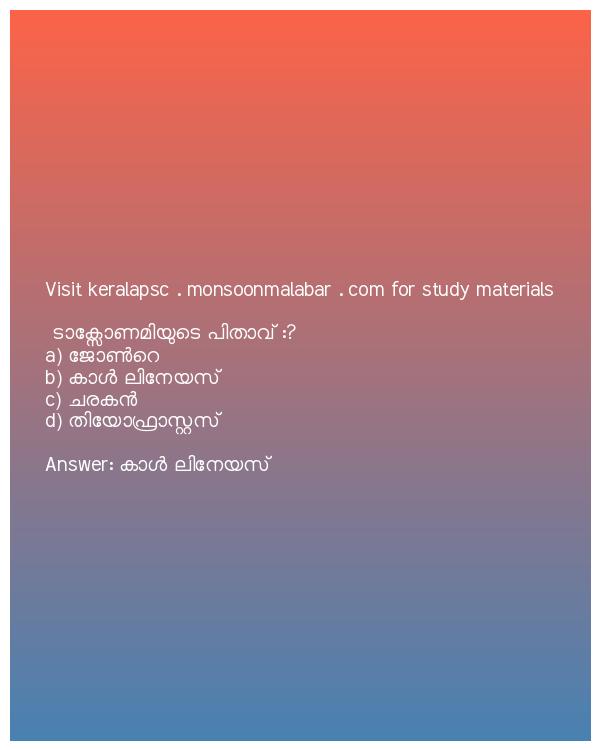 Visit keralapsc . monsoonmalabar . com for study materials
ടാക്സോണമിയുടെ പിതാവ് :?
a) ജോൺറെ
b) കാൾ ലിനേയസ്
c) ചരകൻ
d) തിയോഫ്രാസ്റ്റസ്
Answer: കാൾ ലിനേയസ്